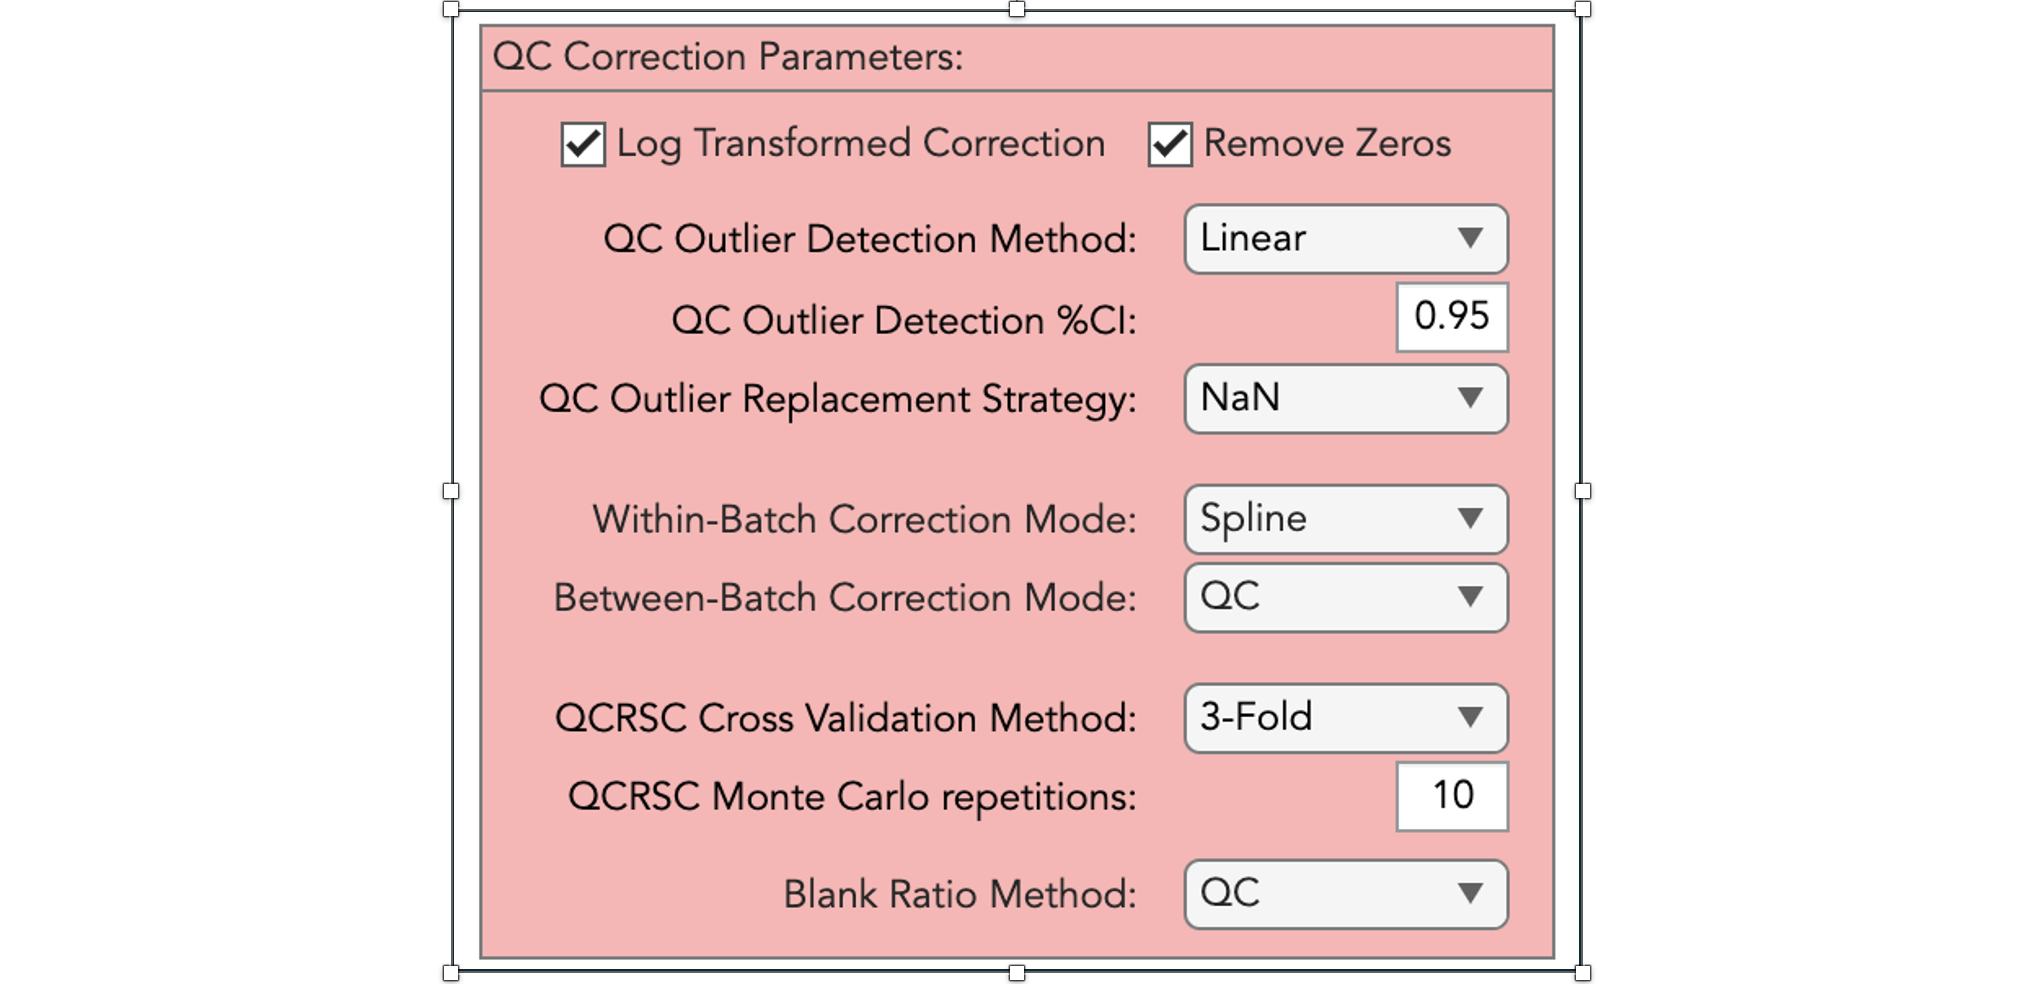 QC Correction Parameters:
Log Transformed Correction Remove Zeros
QC Outlier Detection Method: Linear
QC Outlier Detection %CI: 0.95
QC Outlier Replacement Strategy: NaN
Within-Batch Correction Mode: Spline
Between-Batch Correction Mode: QC
QCRSC Cross Validation Method: 3-Fold
QCRSC Monte Carlo repetitions: 10
Blank Ratio Method: QC